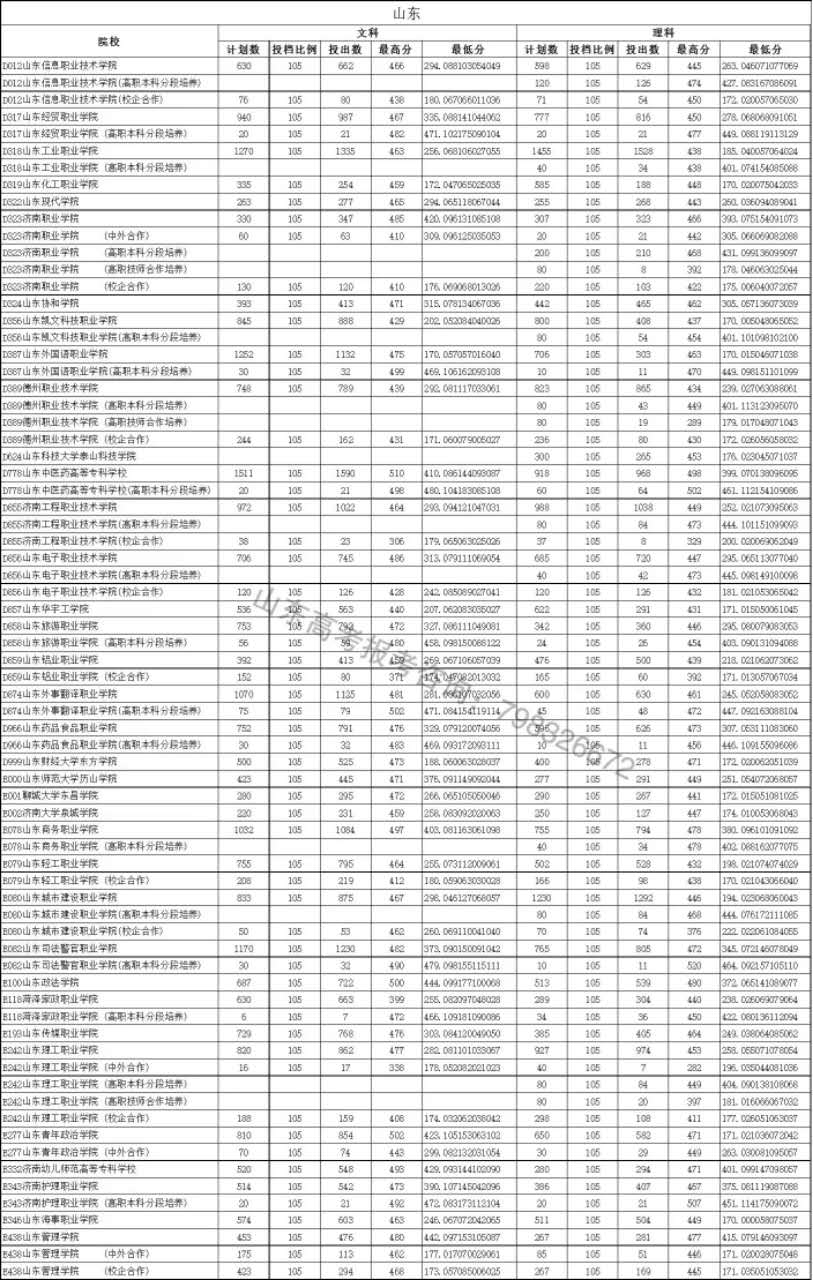 山东
院校 文科 理科
计划数 投档比例 投出数 最高分 最低分 计划数 投档比例 投出数 最高分 最低分
D012山东信息职业技术学院 630 105 662 466 294.088103054049 598 105 629 445 263.046071077069
D012山东信息职业技术学院(高职本科分段培养) 120 105 126 474 427.083167086091
D012山东信息职业技术学院(校企合作) 76 105 80 438 180.067066011036 71 105 54 450 172.020057065030
D317山东经贸职业学院 940 105 987 467 335.088141044062 777 105 816 450 278.068068091051
D317山东经贸职业学院(高职本科分段培养) 20 105 21 482 471.102175090104 20 105 21 477 449.088119113129
D318山东工业职业学院 1270 105 1335 463 256.068106027055 1455 105 1528 438 185.040057064024
D318山东工业职业学院(高职本科分段培养) 40 105 34 438 401.074154085088
D319山东化工职业学院 335 105 254 459 172.047065025035 585 105 188 448 170.020075042033
D322山东现代学院 263 105 277 465 294.065118067044 255 105 268 443 260.036094089041
D323济南职业学院 330 105 347 485 420.096131085108 307 105 323 466 393.075154091073
D323济南职业学院 (中外合作) 60 105 63 410 309.096125035053 20 105 21 442 305.066069082088
D323济南职业学院 (高职本科分段培养) 200 105 210 468 431.099136099097
D323济南职业学院 (高职技师合作培养) 80 105 8 392 178.046063025044
D323济南职业学院 (校企合作) 130 105 120 410 176.069068013026 220 105 103 422 175.006040072057
D324山东协和学院 393 105 413 471 315.078134067036 442 105 465 462 305.057136073039
D356山东凯文科技职业学院 845 105 888 429 202.052084040026 800 105 408 437 170.005048065052
D356山东凯文科技职业学院(高职本科分段培养) 80 105 54 454 401.101098102100
D387山东外国语职业学院 1252 105 1132 475 170.057057016040 706 105 303 463 170.015046071038
D387山东外国语职业学院(高职本科分段培养) 30 105 32 499 469.106162093108 10 105 11 470 449.098151101099
D389德州职业技术学院 748 105 789 439 292.081117033061 823 105 865 434 239.027063088061
D389德州职业技术学院(高职本科分段培养) 80 105 43 449 401.113123095070
D389德州职业技术学院(高职技师合作培养) 80 105 19 289 179.017048071043
D389德州职业技术学院(校企合作) 244 105 162 431 171.060079005027 236 105 80 430 172.026056058032
D624山东科技大学泰山科技学院 300 105 265 453 176.023045071037
D778山东中医药高等专科学校 1511 105 1590 510 410.086144093087 918 105 968 498 399.070138096095
D778山东中医药高等专科学校(高职本科分段培养) 20 105 21 498 480.104183085108 60 105 64 502 461.112154109086
D855济南工程职业技术学院 972 105 1022 464 293.094121047031 988 105 1038 449 252.021073095063
D855济南工程职业技术学院(高职本科分段培养) 80 105 84 473 444.101151099093
D855济南工程职业技术学院(校企合作) 38 105 23 306 179.065063025026 37 105 8 329 200.020069062049
D856山东电子职业技术学院 706 105 745 486 313.079111069054 685 105 720 447 295.065113077040
D856山东电子职业技术学院(高职本科分段培养) 40 105 42 473 445.098149100098
D856山东电子职业技术学院(校企合作) 120 105 126 428 242.085089027041 120 105 126 432 181.021053065042
D857山东华宇工学院 536 105 563 440 207.062083035027 622 105 291 431 171.015050061045
D858山东旅游职业学院 753 105 792 472 327.086111049081 342 105 360 446 295.080079083053
D858山东旅游职业学院(高职本科分段培养) 56 105 59 480 458.098150086122 24 105 26 454 403.090131094088
D859山东铝业职业学院 392 105 413 459 269.067106057039 476 105 500 439 218.021062073062
D859山东铝业职业学院(校企合作) 152 105 80 371 174.047082013032 165 105 60 392 171.013057067034
D874山东外事翻译职业学院 1070 105 1125 481 281.086107032056 600 105 630 461 245.052058083052
D874山东外事翻译职业学院(高职本科分段培养) 75 105 79 502 471.084154119114 45 105 48 472 447.092163088104
D966山东药品食品职业学院 752 105 791 476 329.079120074056 596 105 626 473 307.053111083060
D966山东药品食品职业学院(高职本科分段培养) 30 105 32 483 469.093172093111 10 105 11 456 446.109155096086
D999山东财经大学东方学院 500 105 525 473 188.060063028037 400 105 278 471 172.020062051039
E000山东师范大学历山学院 423 105 445 471 376.091149092044 277 105 291 449 251.054072068057
E001聊城大学东昌学院 280 105 295 472 266.065105050046 290 105 267 441 172.015051081025
E002济南大学泉城学院 220 105 231 459 258.083092020063 250 105 127 447 174.010053068043
E078山东商务职业学院 1032 105 1084 497 403.081163061098 755 105 794 478 380.096101091092
E078山东商务职业学院(高职本科分段培养) 40 105 34 478 402.088162077075
E079山东轻工职业学院 755 105 795 464 255.073112009061 502 105 528 432 198.021074074029
E079山东轻工职业学院(校企合作) 208 105 219 412 180.059063030028 166 105 98 438 170.021043066040
E080山东城市建设职业学院 833 105 875 467 298.046127068057 1230 105 1292 446 194.023068060043
E080山东城市建设职业学院(高职本科分段培养) 80 105 84 468 444.076172111085
E080山东城市建设职业学院(校企合作) 50 105 53 462 260.069110041040 70 105 74 376 222.022061084055
E082山东司法警官职业学院 1170 105 1230 482 373.090150091042 765 105 805 472 345.072146078049
E082山东司法警官职业学院(高职本科分段培养) 30 105 32 490 479.098155115111 10 105 11 520 464.092157105110
E100山东政法学院 687 105 722 500 444.099177100068 513 105 539 480 372.065141089077
E118菏泽家政职业学院 630 105 663 399 255.082097048028 289 105 304 440 238.026069079064
E118菏泽家政职业学院(高职本科分段培养) 6 105 7 472 466.109181090086 34 105 36 450 422.080136112094
E193山东传媒职业学院 729 105 768 476 303.084120049050 385 105 405 464 249.038064085062
E242山东理工职业学院 820 105 862 477 282.081101033067 927 105 974 453 258.055071078054
E242山东理工职业学院(中外合作) 16 105 17 338 178.052082021023 40 105 7 282 196.035044081036
E242山东理工职业学院(高职本科分段培养) 80 105 84 449 404.090138108068
E242山东理工职业学院(高职技师合作培养) 80 105 20 397 181.016066067032
E242山东理工职业学院(校企合作) 188 105 159 408 174.032062038042 298 105 108 411 177.026051063037
E277山东青年政治学院 810 105 854 502 423.105153063102 650 105 582 471 171.021036072042
E277山东青年政治学院(中外合作) 70 105 74 443 299.082132031054 30 105 29 449 263.030081095057
E332济南幼儿师范高等专科学校 520 105 548 493 429.093144102090 280 105 294 471 401.099147098057
E343济南护理职业学院 514 105 542 473 390.107145042096 386 105 407 467 375.081119087088
E343济南护理职业学院(高职本科分段培养) 20 105 21 492 472.083173112104 20 105 21 507 451.114175090072
E346山东海事职业学院 574 105 603 463 246.067072042065 511 105 504 449 170.000058075037
E438山东管理学院 453 105 476 480 442.097153105087 267 105 281 477 415.079146093097
E438山东管理学院 (中外合作) 175 105 113 462 177.017070029061 85 105 51 446 171.020028075048
E438山东管理学院 (校企合作) 423 105 294 468 173.057085006025 267 105 169 445 171.035051053032
山东高考报考咨询：798326672